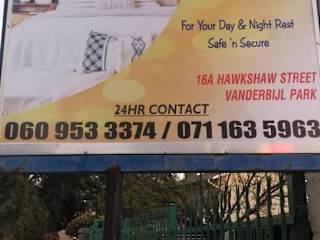 For Your Day & Night Rest
Safe 'n Secure
16A HAWKSHAW STREET
VANDERBIJL PARK
24HR CONTACT
060 953 3374 / 071 163 5963